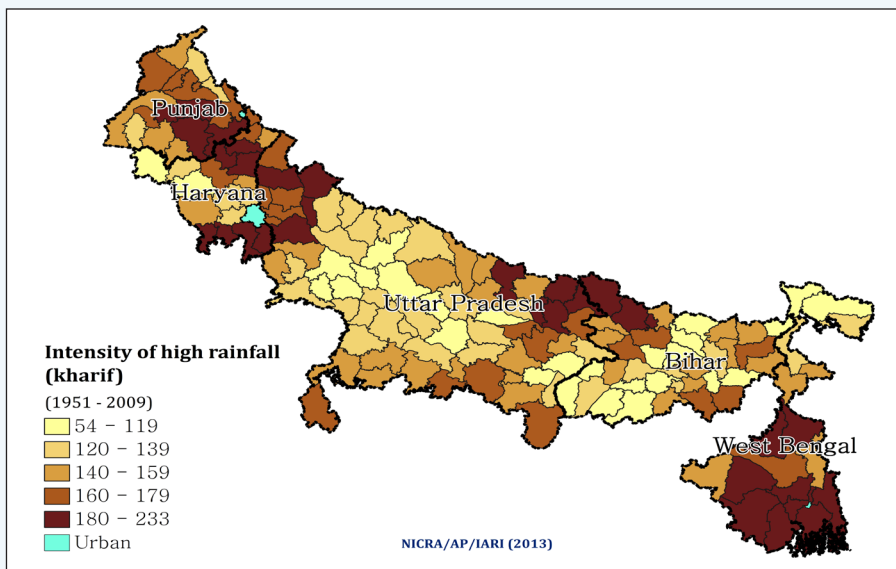 Punjab
Haryana
Uttar Pradesh
Bihar
West Bengal
Intensity of high rainfall
(kharif)
(1951 - 2009)
54 - 119
120 - 139
140 - 159
160 - 179
180 - 233
Urban
NICRA/AP/IARI (2013)